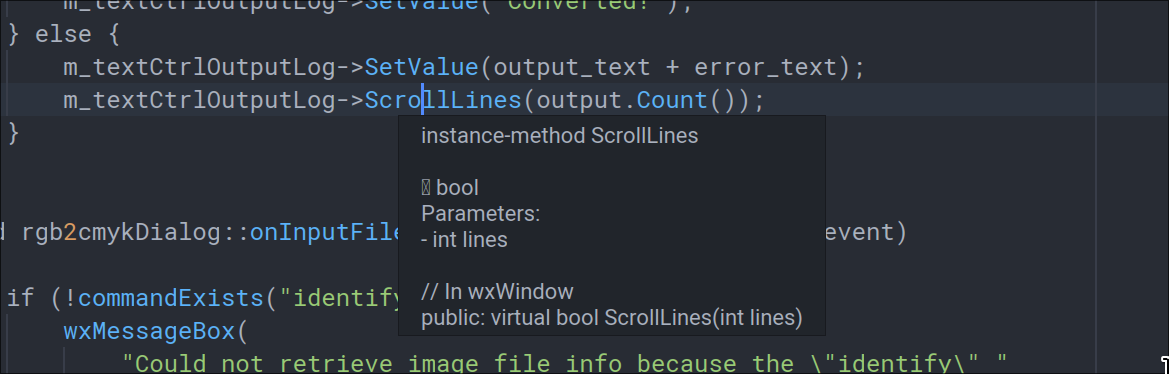 m_textCtrlOutputLog->SetValue("Converted!");
} else {
m_textCtrlOutputLog->SetValue(output_text + error_text);
m_textCtrlOutputLog->ScrollLines(output.Count());
}
instance-method ScrollLines
bool
Parameters:
- int lines
// In wxWindow
public: virtual bool ScrollLines(int lines)
rgb2cmykDialog::onInputFile event)
if (!commandExists("identify
wxMessageBox(
"Could not retrieve image file info because the \"identify\" "